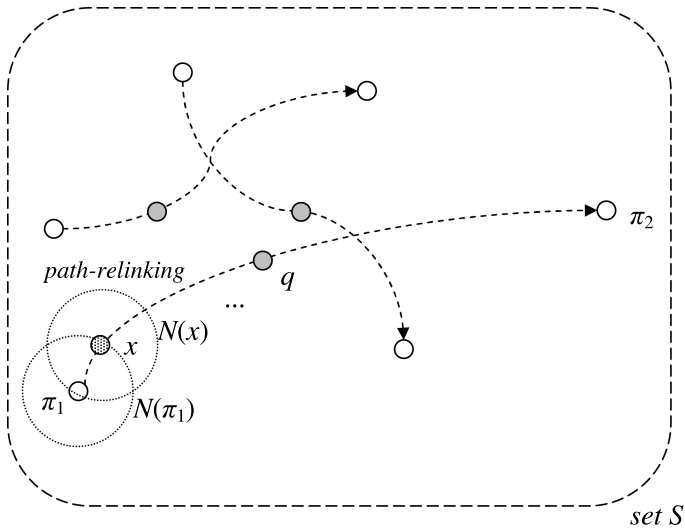 π₂
path-relinking
q
...
N(x)
x
π₁
N(π₁)
set S